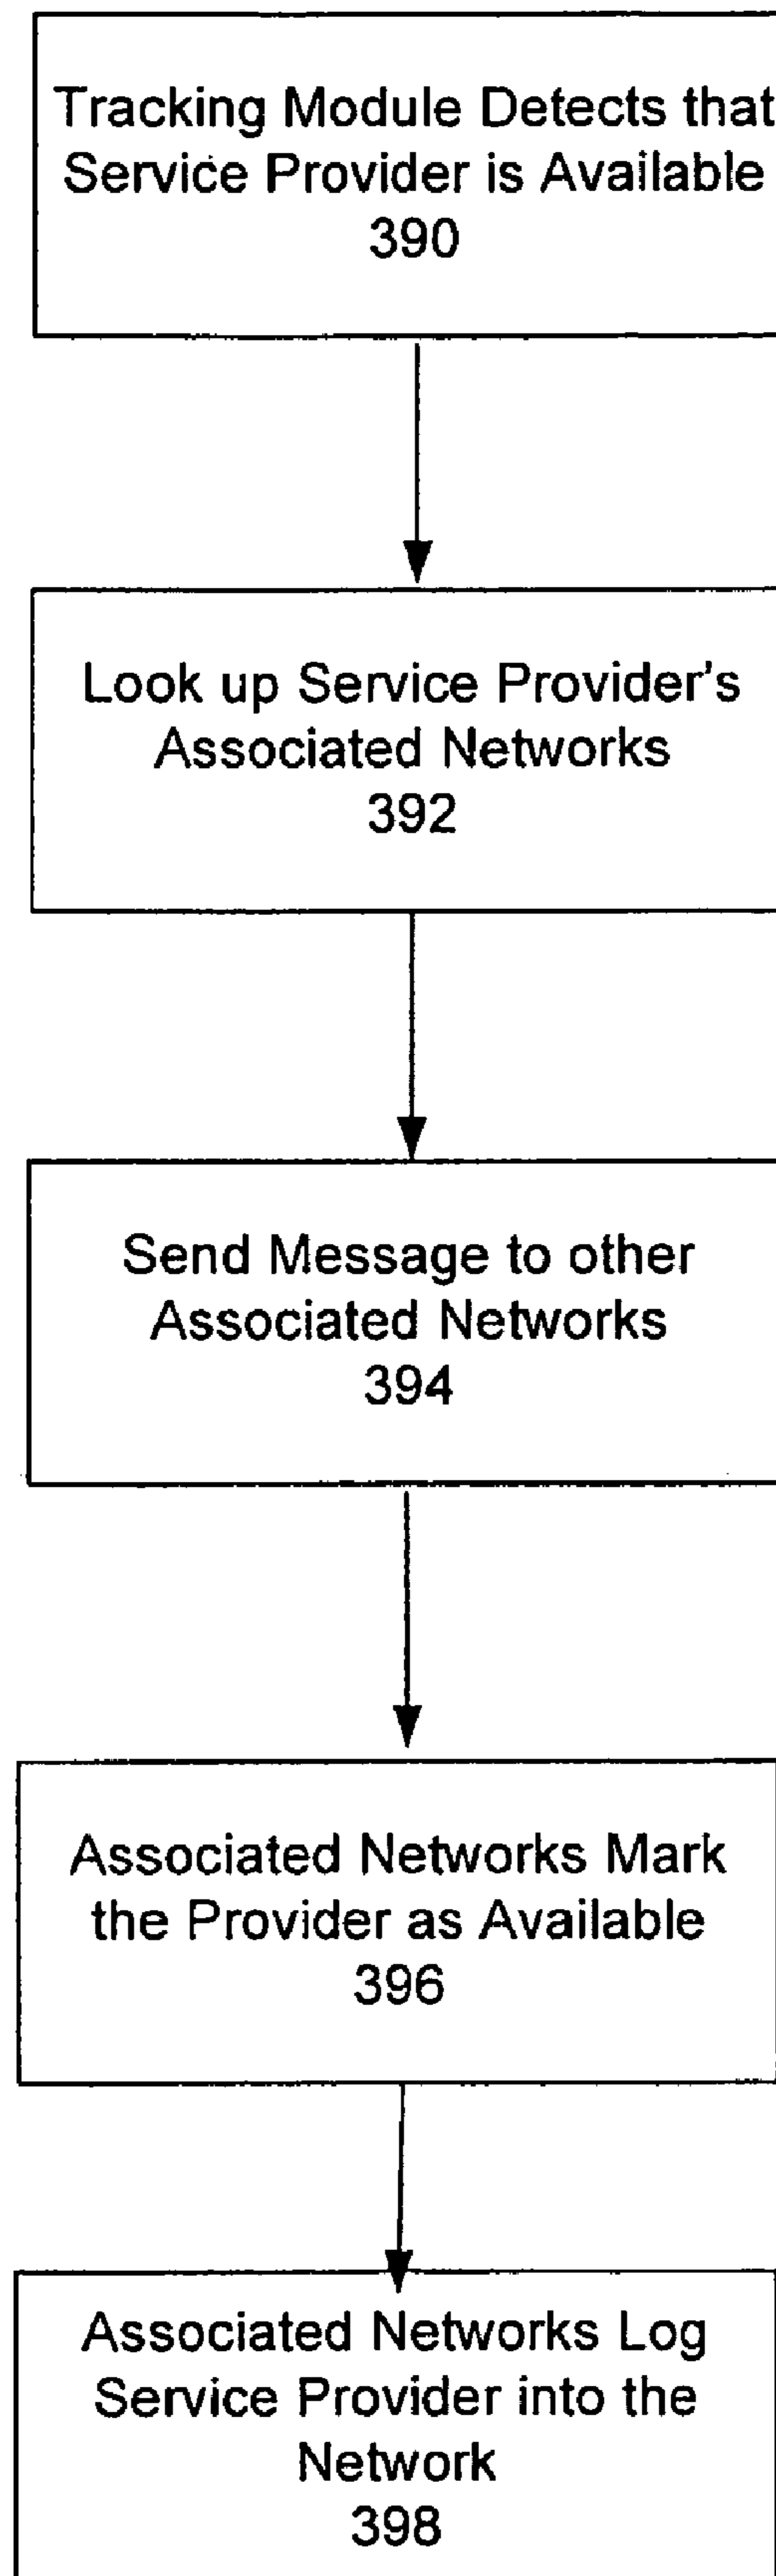 Tracking Module Detects that
Service Provider is Available
390
Look up Service Provider's
Associated Networks
392
Send Message to other
Associated Networks
394
Associated Networks Mark
the Provider as Available
396
Associated Networks Log
Service Provider into the
Network
398